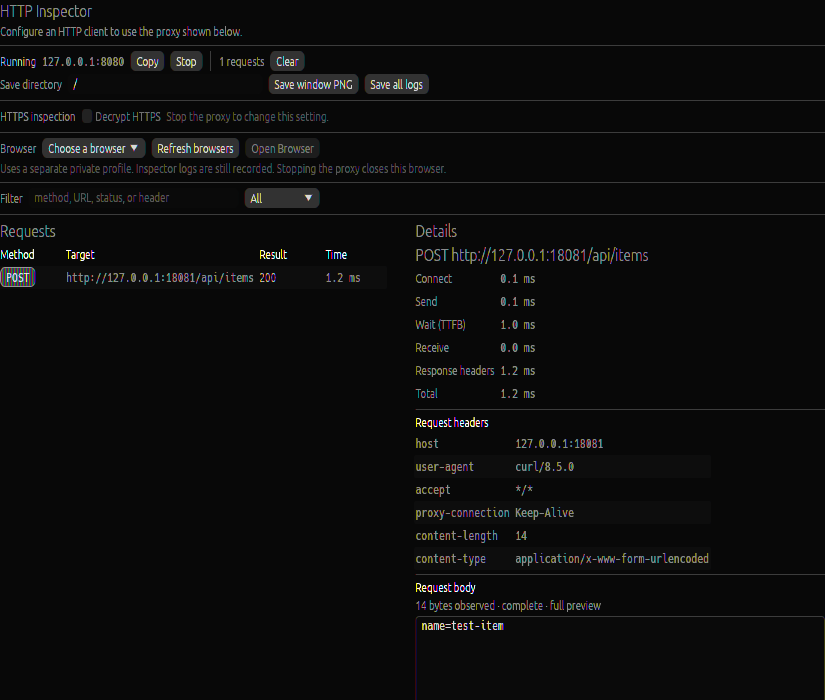 HTTP Inspector
Configure an HTTP client to use the proxy shown below.
Running 127.0.0.1:8080 Copy Stop 1 requests Clear
Save directory / Save window PNG Save all logs
HTTPS inspection Decrypt HTTPS Stop the proxy to change this setting.
Browser Choose a browser ▼ Refresh browsers Open Browser
Uses a separate private profile. Inspector logs are still recorded. Stopping the proxy closes this browser.
Filter method, URL, status, or header All ▼
Requests
Method Target Result Time
POST http://127.0.0.1:18081/api/items 200 1.2 ms
Details
POST http://127.0.0.1:18081/api/items
Connect 0.1 ms
Send 0.1 ms
Wait (TTFB) 1.0 ms
Receive 0.0 ms
Response headers 1.2 ms
Total 1.2 ms
Request headers
host 127.0.0.1:18081
user-agent curl/8.5.0
accept */*
proxy-connection Keep-Alive
content-length 14
content-type application/x-www-form-urlencoded
Request body
14 bytes observed · complete · full preview
name=test-item